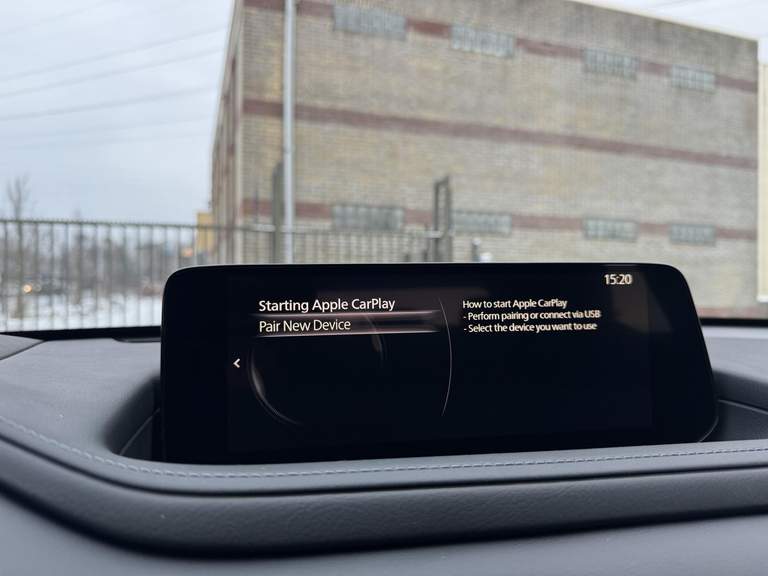 15:20
Starting Apple CarPlay
Pair New Device
How to start Apple CarPlay
- Perform pairing or connect via USB
- Select the device you want to use